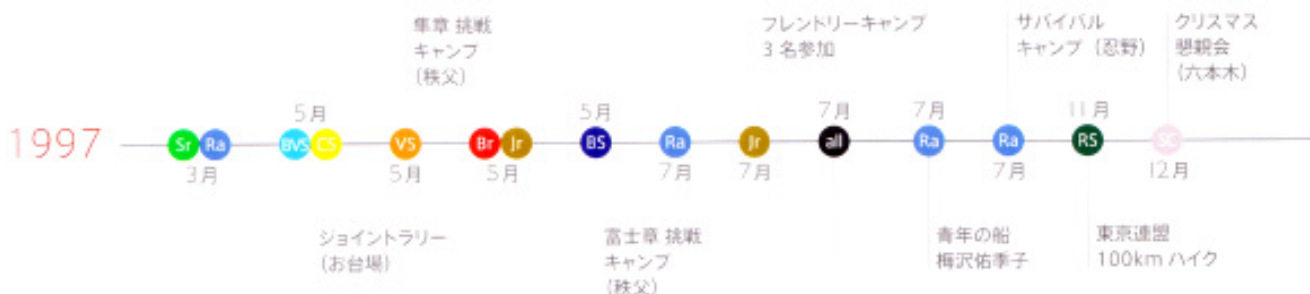 隼章 挑戦
キャンプ
(秩父)
フレンドリーキャンプ
3 名参加
サバイバル
キャンプ (忍野)
クリスマス
懇親会
(六本木)
5月
5月
7月
7月
11月
1997
Sr
Ra
BVS
CS
VS
Br
Jr
BS
Ra
Jr
all
Ra
Ra
RS
SC
3月
5月
5月
7月
7月
7月
12月
ジョイントラリー
(お台場)
富士章 挑戦
キャンプ
(秩父)
青年の船
梅沢佑季子
東京連盟
100km ハイク